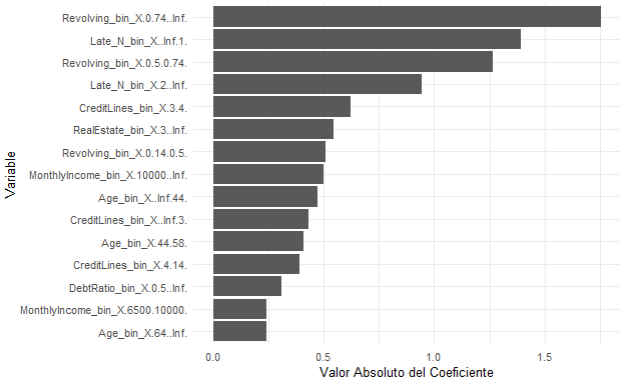 Variable
Revolving_bin_X.0.74..Inf.
Late_N_bin_X..Inf.1.
Revolving_bin_X.0.5.0.74.
Late_N_bin_X.2..Inf.
CreditLines_bin_X.3.4.
RealEstate_bin_X.3..Inf.
Revolving_bin_X.0.14.0.5.
MonthlyIncome_bin_X.10000..Inf.
Age_bin_X..Inf.44.
CreditLines_bin_X..Inf.3.
Age_bin_X.44.58.
CreditLines_bin_X.4.14.
DebtRatio_bin_X.0.5..Inf.
MonthlyIncome_bin_X.6500.10000.
Age_bin_X.64..Inf.
0.0 0.5 1.0 1.5
Valor Absoluto del Coeficiente